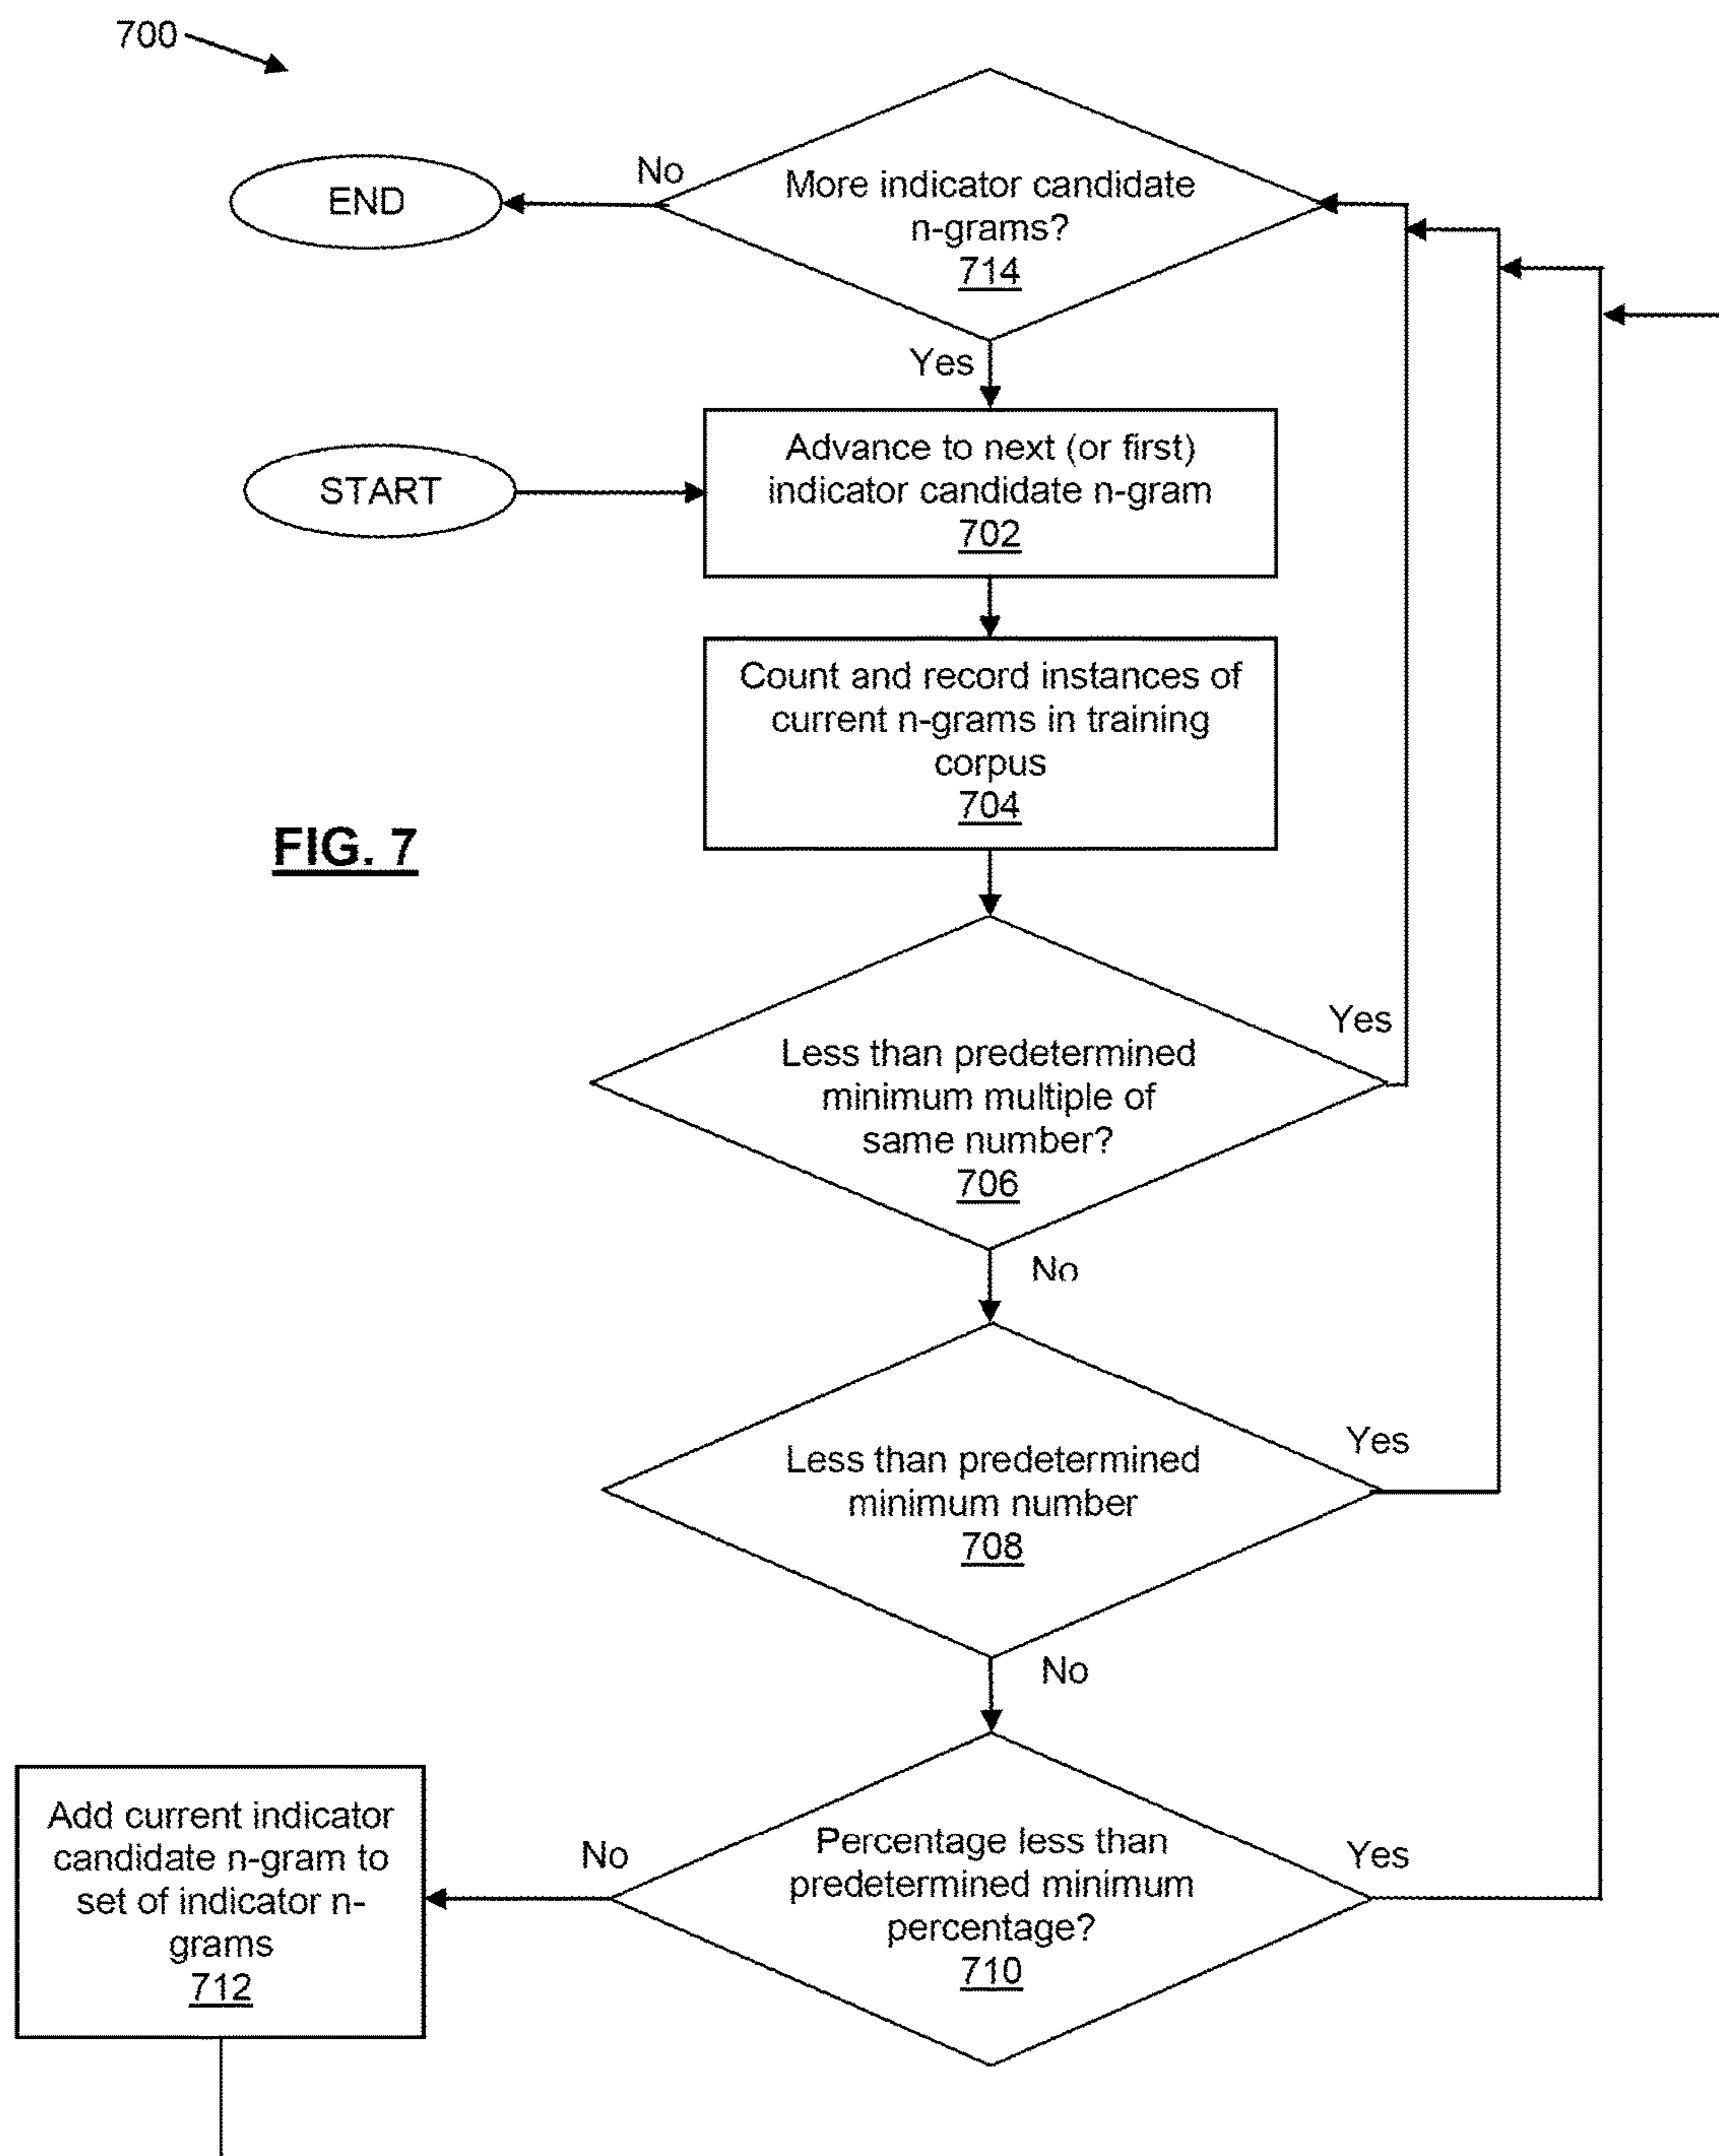 700
No
More indicator candidate
n-grams?
714
END
Yes
START
Advance to next (or first)
indicator candidate n-gram
702
Count and record instances of
current n-grams in training
corpus
704
FIG. 7
Yes
Less than predetermined
minimum multiple of
same number?
706
No
Less than predetermined
minimum number
708
Yes
No
Add current indicator
candidate n-gram to
set of indicator n-
grams
712
No
Percentage less than
predetermined minimum
percentage?
710
Yes